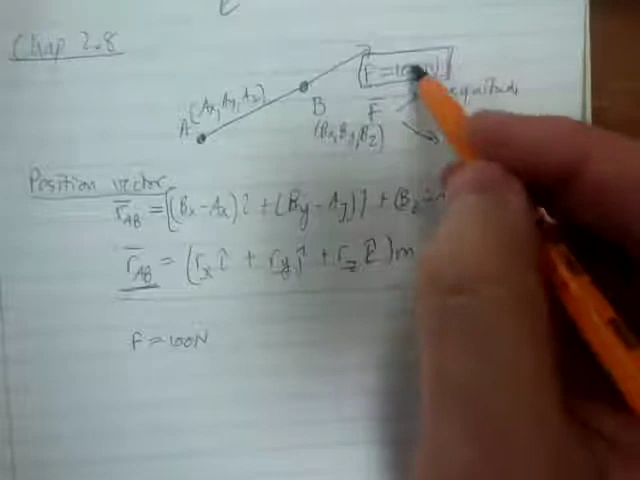 Chap 2.8
F = 100N
(Ax, Ay, Az)
A
B
F̅
(Bx, By, Bz)
Position vector
r̅AB = [(Bx - Ax) î + (By - Ay) ĵ + (Bz
r̅AB = (rx î + ry ĵ + rz k̂) m
F = 100N